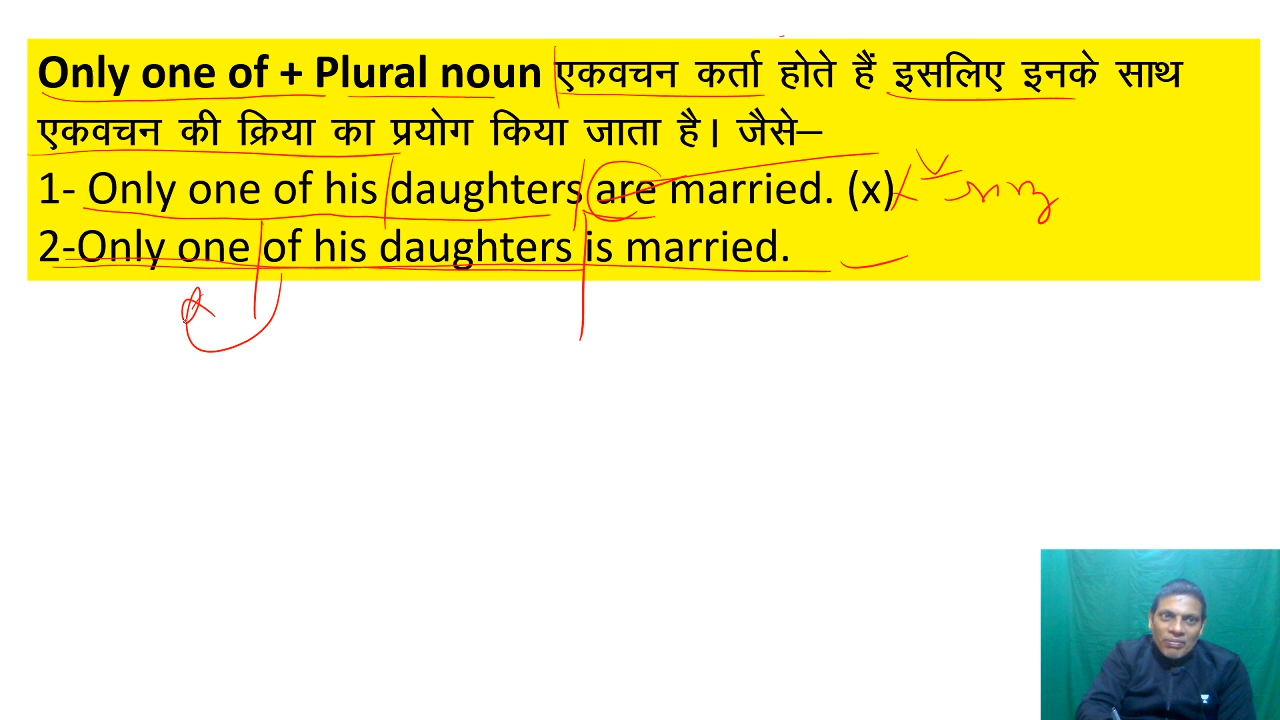 Only one of + Plural noun एकवचन कर्ता होते हैं इसलिए इनके साथ
एकवचन की क्रिया का प्रयोग किया जाता है। जैसे–
1- Only one of his daughters are married. (x)
2-Only one of his daughters is married.